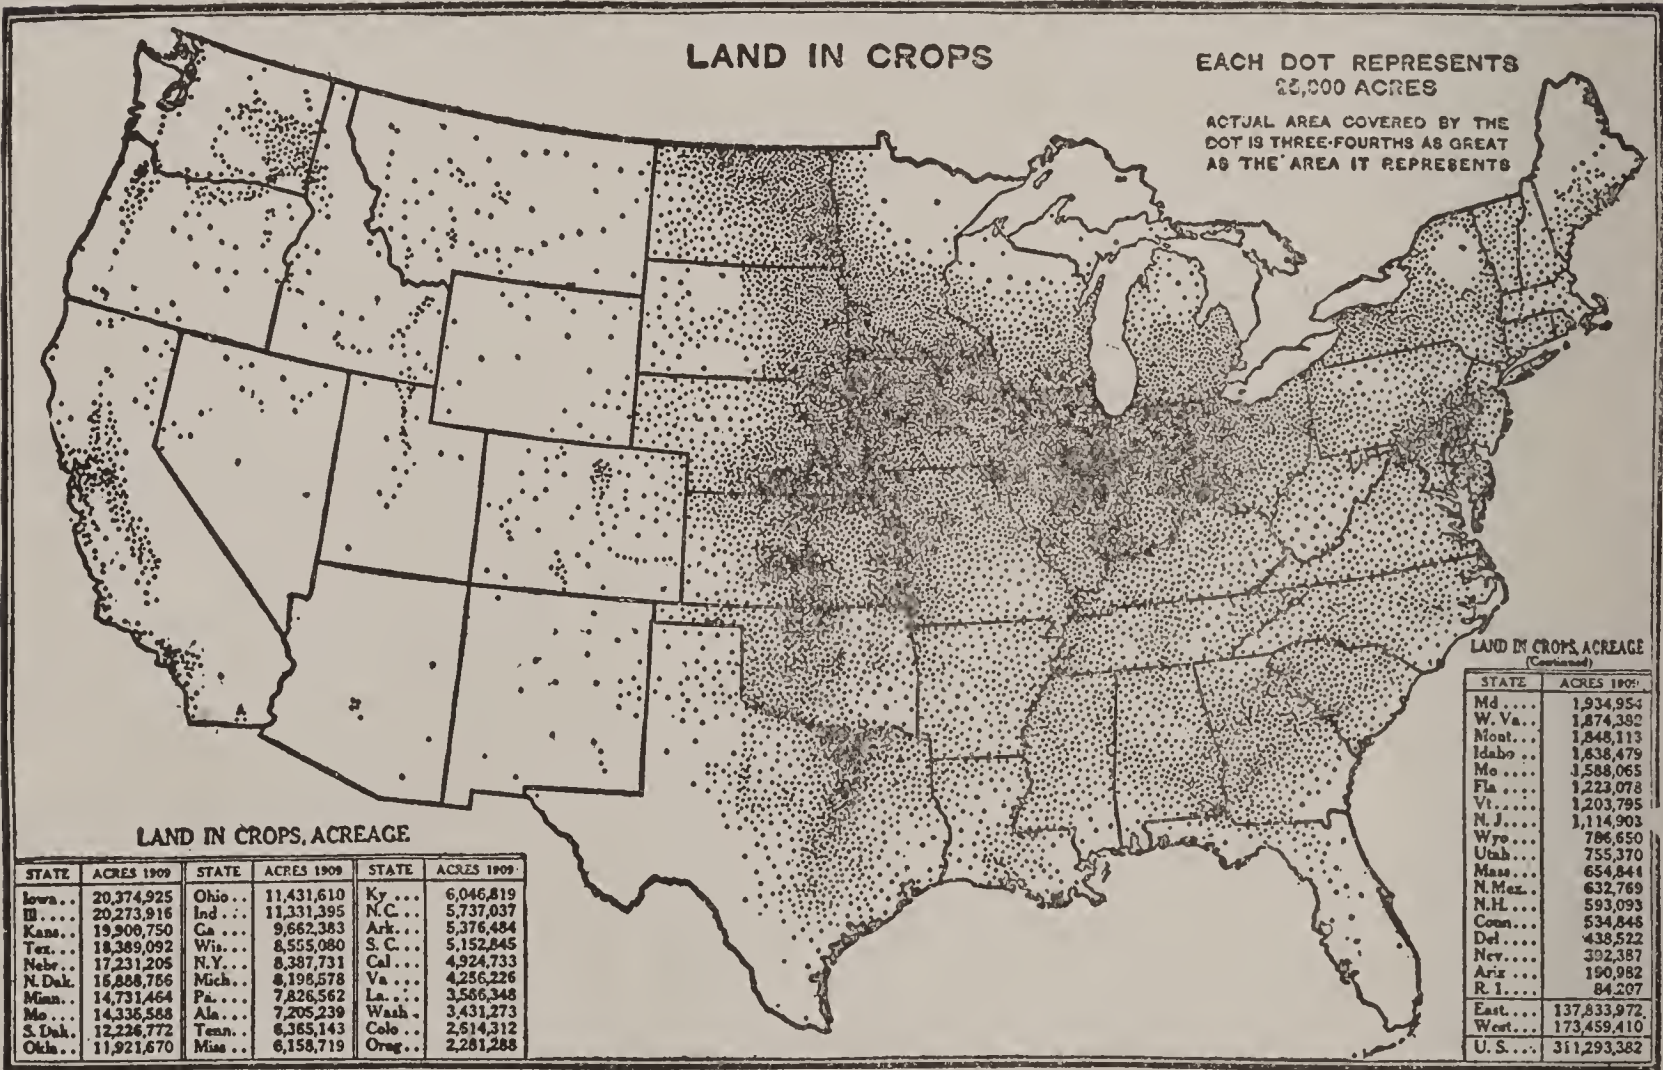 LAND IN CROPS
EACH DOT REPRESENTS
25,000 ACRES
ACTUAL AREA COVERED BY THE
DOT IS THREE-FOURTHS AS GREAT
AS THE AREA IT REPRESENTS
LAND IN CROPS, ACREAGE
STATE ACRES 1909 STATE ACRES 1909 STATE ACRES 1909
Iowa.. 20,374,925 Ohio.. 11,431,610 Ky ... 6,046,819
Ill .... 20,273,916 Ind ... 11,331,395 N.C... 5,737,037
Kans.. 19,900,750 Ga ... 9,662,383 Ark... 5,376,484
Tex... 18,389,092 Wis... 8,555,080 S. C... 5,152,845
Nebr.. 17,231,205 N.Y... 8,387,731 Cal ... 4,924,733
N. Dak. 15,888,756 Mich.. 8,198,578 Va ... 4,256,226
Minn. 14,731,464 Pa.... 7,826,562 La.... 3,586,348
Mo... 14,335,588 Ala... 7,205,239 Wash. 3,431,273
S. Dak. 12,226,772 Tenn.. 6,365,143 Colo .. 2,614,312
Okla.. 11,921,670 Miss .. 6,158,719 Oreg.. 2,281,288
LAND IN CROPS, ACREAGE
(Continued)
STATE ACRES 1909
Md .... 1,934,954
W. Va.. 1,874,382
Mont... 1,848,113
Idaho .. 1,638,479
Me .... 1,588,065
Fla .... 1,223,078
Vt..... 1,203,795
N. J.... 1,114,903
Wyo ... 786,650
Utah... 755,370
Mass... 654,844
N. Mex.. 632,769
N.H.... 593,093
Conn... 534,846
Del .... 438,522
Nev.... 392,387
Ariz ... 190,982
R. I.... 84,207
East.... 137,833,972
West... 173,459,410
U. S.... 311,293,382